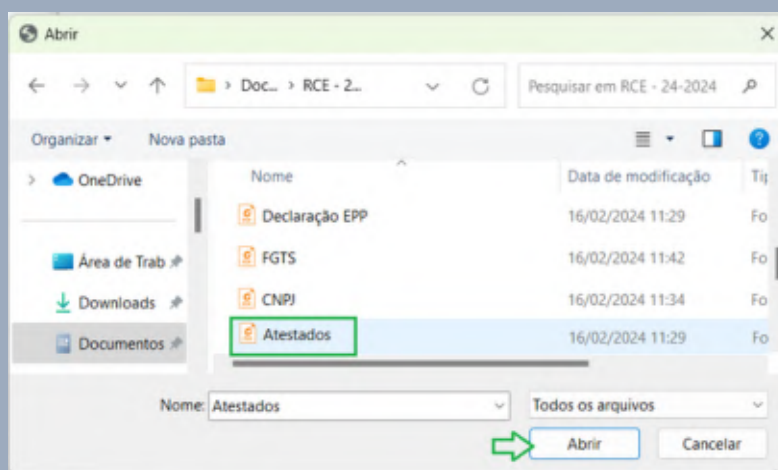 Abrir
Doc... > RCE - 2...
Pesquisar em RCE - 24-2024
Organizar
Nova pasta
OneDrive
Nome
Data de modificação
Declaração EPP
16/02/2024 11:29
Fo
Área de Trab
FGTS
16/02/2024 11:42
Fo
Downloads
CNPJ
16/02/2024 11:34
Fo
Documentos
Atestados
16/02/2024 11:29
Fo
Nome: Atestados
Todos os arquivos
Abrir
Cancelar